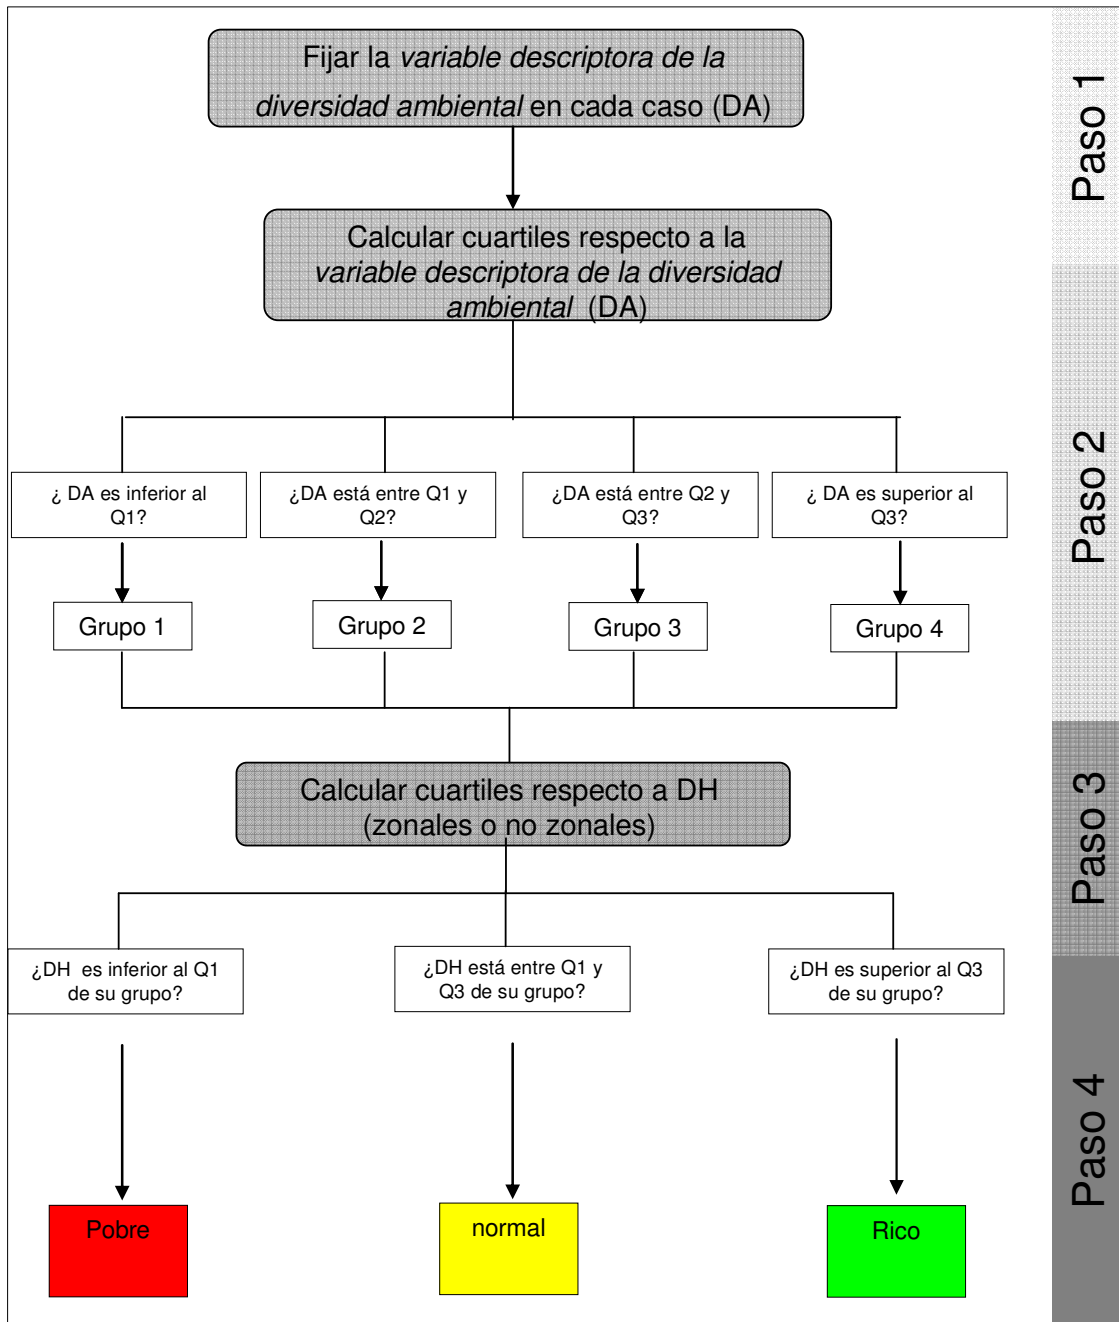 Fijar la variable descriptora de la
diversidad ambiental en cada caso (DA)
Paso 1
Calcular cuartiles respecto a la
variable descriptora de la diversidad
ambiental (DA)
Paso 2
¿ DA es inferior al
Q1?
¿DA está entre Q1 y
Q2?
¿DA está entre Q2 y
Q3?
¿ DA es superior al
Q3?
Grupo 1
Grupo 2
Grupo 3
Grupo 4
Calcular cuartiles respecto a DH
(zonales o no zonales)
Paso 3
¿DH es inferior al Q1
de su grupo?
¿DH está entre Q1 y
Q3 de su grupo?
¿DH es superior al Q3
de su grupo?
Paso 4
Pobre
normal
Rico